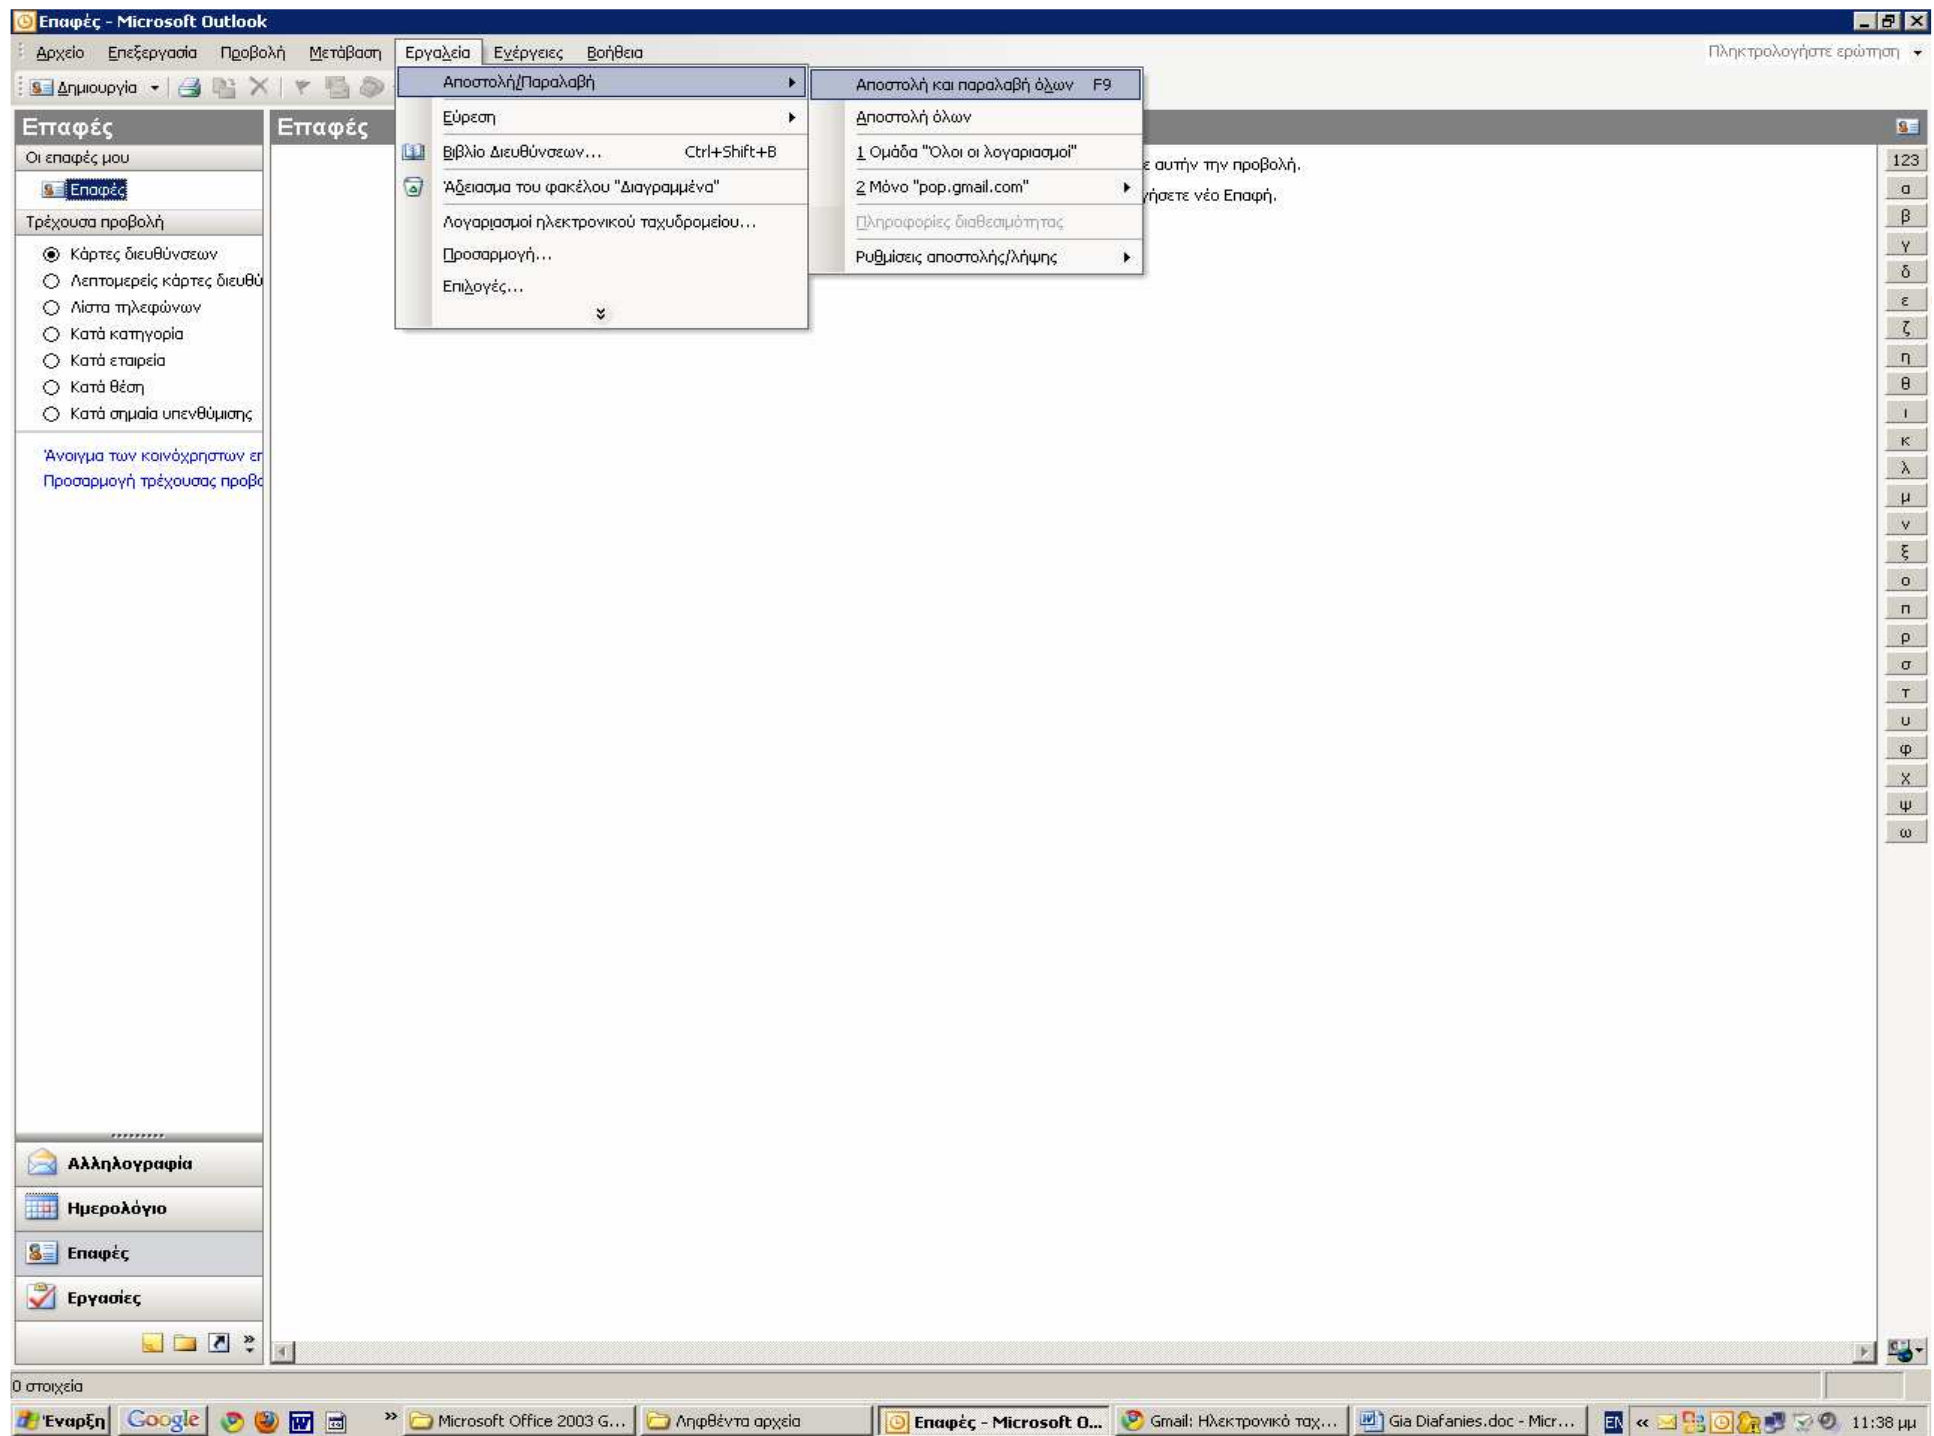 Επαφές - Microsoft Outlook
Αρχείο Επεξεργασία Προβολή Μετάβαση Εργαλεία Ενέργειες Βοήθεια
Πληκτρολογήστε ερώτηση
Δημιουργία
Επαφές
Οι επαφές μου
Επαφές
Τρέχουσα προβολή
Κάρτες διευθύνσεων
Λεπτομερείς κάρτες διευθύ
Λίστα τηλεφώνων
Κατά κατηγορία
Κατά εταιρεία
Κατά θέση
Κατά σημαία υπενθύμισης
Άνοιγμα των κοινόχρηστων επ
Προσαρμογή τρέχουσας προβο
Επαφές
Αποστολή/Παραλαβή
Εύρεση
Βιβλίο Διευθύνσεων... Ctrl+Shift+B
Άδειασμα του φακέλου "Διαγραμμένα"
Λογαριασμοί ηλεκτρονικού ταχυδρομείου...
Προσαρμογή...
Επιλογές...
Αποστολή και παραλαβή όλων F9
Αποστολή όλων
1 Ομάδα "Όλοι οι λογαριασμοί"
2 Μόνο "pop.gmail.com"
Πληροφορίες διαθεσιμότητας
Ρυθμίσεις αποστολής/λήψης
ε αυτήν την προβολή.
γήσετε νέο Επαφή.
123
α
β
γ
δ
ε
ζ
η
θ
ι
κ
λ
μ
ν
ξ
ο
π
ρ
σ
τ
υ
φ
χ
ψ
ω
Αλληλογραφία
Ημερολόγιο
Επαφές
Εργασίες
0 στοιχεία
Έναρξη Google Microsoft Office 2003 G... Ληφθέντα αρχεία Επαφές - Microsoft O... Gmail: Ηλεκτρονικό ταχ... Gia Diafanies.doc - Micr... EN 11:38 μμ